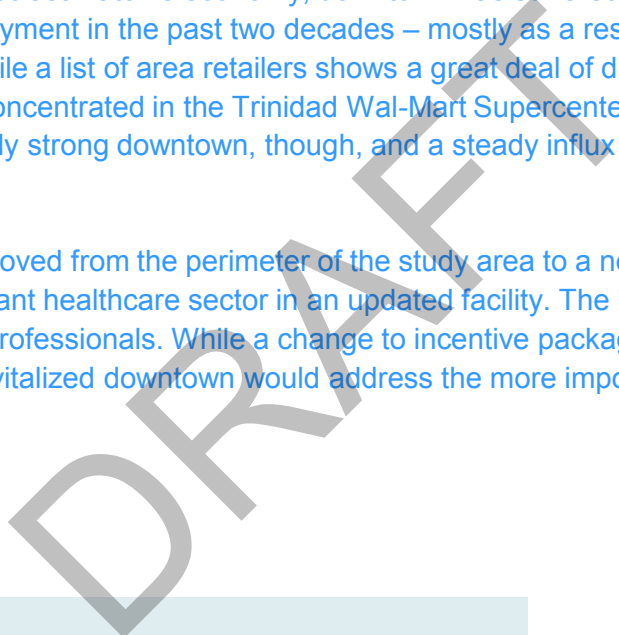 yment in the past two decades – mostly as a res
ile a list of area retailers shows a great deal of d
oncentrated in the Trinidad Wal-Mart Supercente
ly strong downtown, though, and a steady influx
oved from the perimeter of the study area to a ne
ant healthcare sector in an updated facility. The
rofessionals. While a change to incentive packag
vitalized downtown would address the more impo
DRAFT